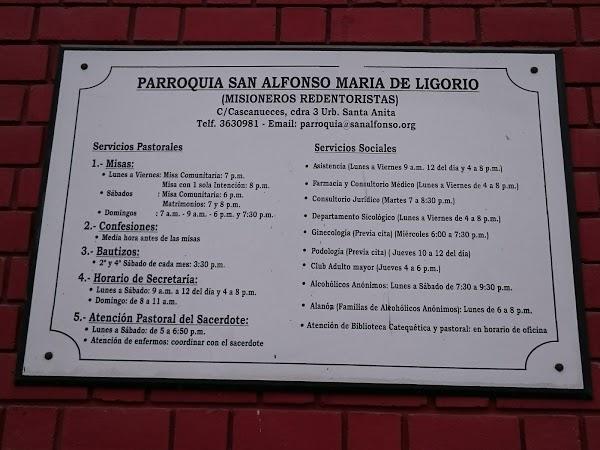 PARROQUIA SAN ALFONSO MARIA DE LIGORIO
(MISIONEROS REDENTORISTAS)
C/Cascanueces, cdra 3 Urb. Santa Anita
Telf. 3630981 - Email: parroquia@sanalfonso.org
Servicios Pastorales
1.- Misas:
• Lunes a Viernes: Misa Comunitaria: 7 p.m.
Misa con 1 sola Intención: 8 p.m.
• Sábados : Misa Comunitaria: 6 p.m.
Matrimonios: 7 y 8 p.m.
• Domingos : 7 a.m. - 9 a.m. - 6 p.m. y 7:30 p.m.
2.- Confesiones:
• Media hora antes de las misas
3.- Bautizos:
• 2° y 4° Sábado de cada mes: 3:30 p.m.
4.- Horario de Secretaría:
• Lunes a Sábado: 9 a.m. a 12 del día y 4 a 8 p.m.
• Domingo: de 8 a 11 a.m.
5.- Atención Pastoral del Sacerdote:
• Lunes a Sábado: de 5 a 6:50 p.m.
• Atención de enfermos: coordinar con el sacerdote
Servicios Sociales
• Asistencia (Lunes a Viernes 9 a.m. 12 del día y 4 a 8 p.m.)
• Farmacia y Consultorio Médico (Lunes a Viernes de 4 a 8 p.m.)
• Consultorio Jurídico (Martes 7 a 8:30 p.m.)
• Departamento Sicológico (Lunes a Viernes de 4 a 8 p.m.)
• Ginecología (Previa cita) (Miércoles 6:00 a 7:30 p.m.)
• Podología (Previa cita) ( Jueves 10 a 12 del día)
• Club Adulto mayor (Jueves 4 a 6 p.m.)
• Alcohólicos Anónimos: Lunes a Sábado de 7:30 a 9:30 p.m.
• Alanón (Familias de Alcohólicos Anónimos): Lunes de 6 a 8 p.m.
• Atención de Biblioteca Catequética y pastoral: en horario de oficina